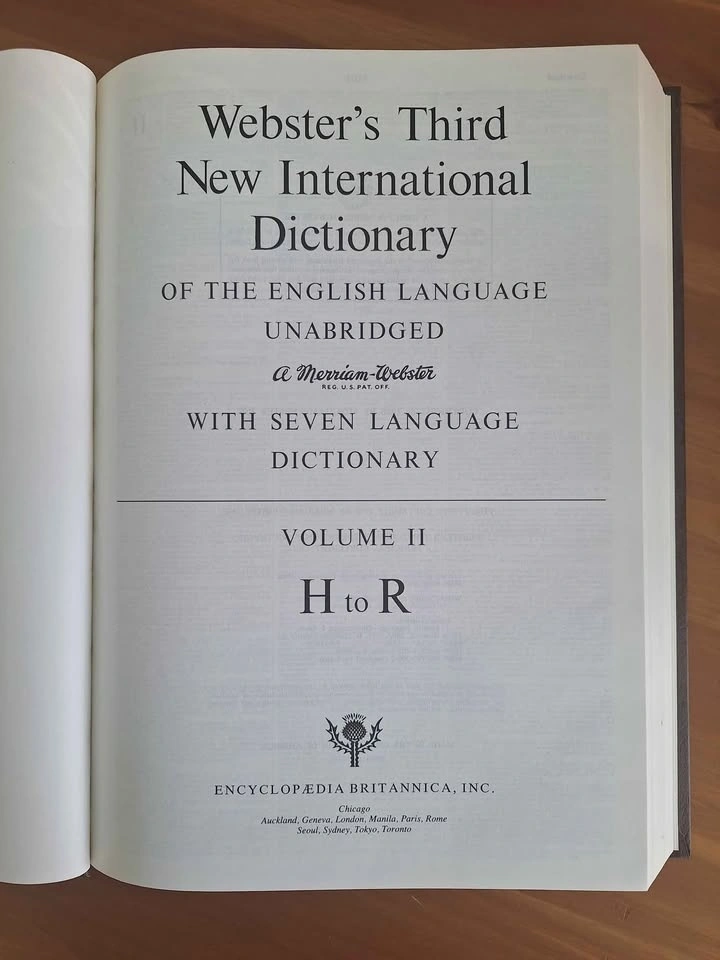 Webster's Third
New International
Dictionary
OF THE ENGLISH LANGUAGE
UNABRIDGED
A Merriam-Webster
REG. U.S. PAT. OFF.
WITH SEVEN LANGUAGE
DICTIONARY
VOLUME II
H to R
ENCYCLOPÆDIA BRITANNICA, INC.
Chicago
Auckland, Geneva, London, Manila, Paris, Rome
Seoul, Sydney, Tokyo, Toronto